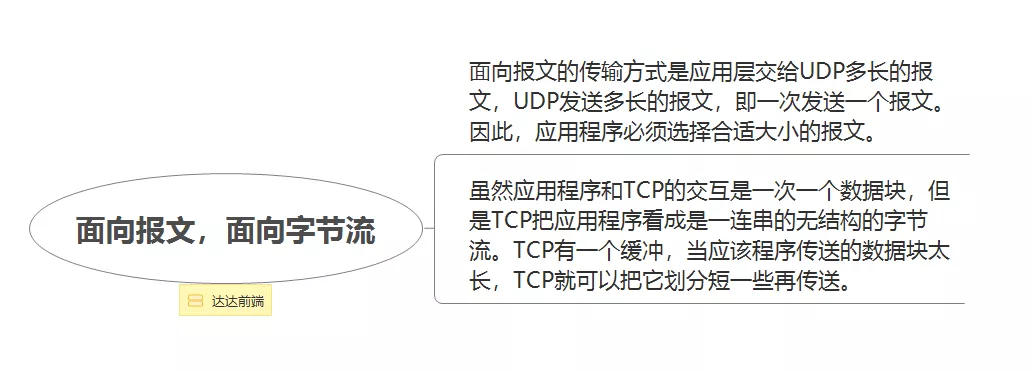 面向报文的传输方式是应用层交给UDP多长的报
文，UDP发送多长的报文，即一次发送一个报文。
因此，应用程序必须选择合适大小的报文。
面向报文，面向字节流
达达前端
虽然应用程序和TCP的交互是一次一个数据块，但
是TCP把应用程序看成是一连串的无结构的字节
流。TCP有一个缓冲，当应该程序传送的数据块太
长，TCP就可以把它划分短一些再传送。